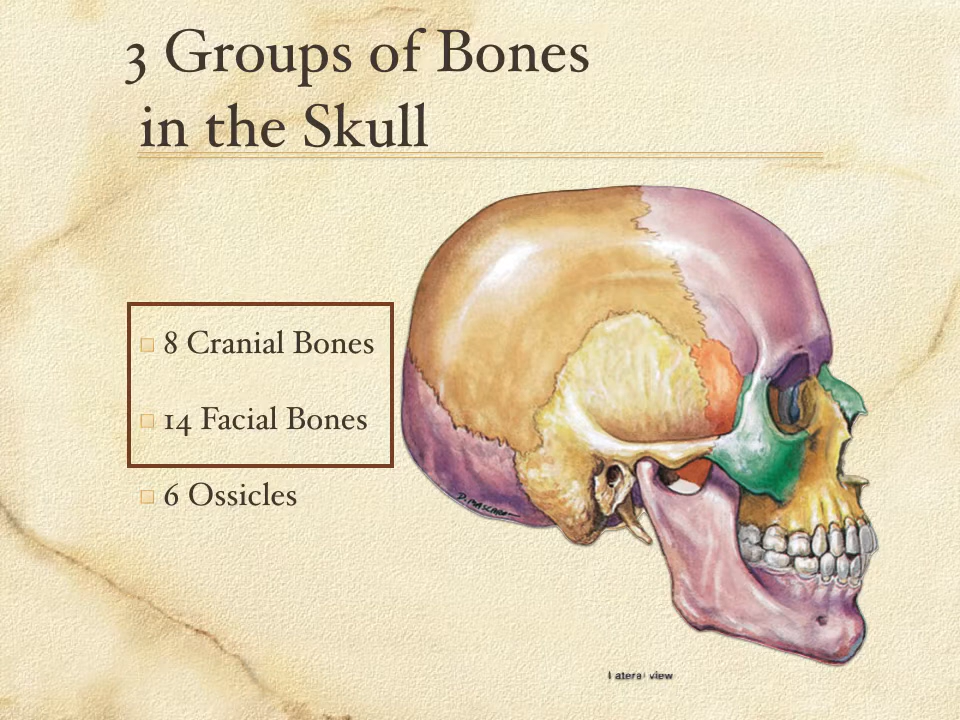 3 Groups of Bones
in the Skull
8 Cranial Bones
14 Facial Bones
6 Ossicles
Lateral view